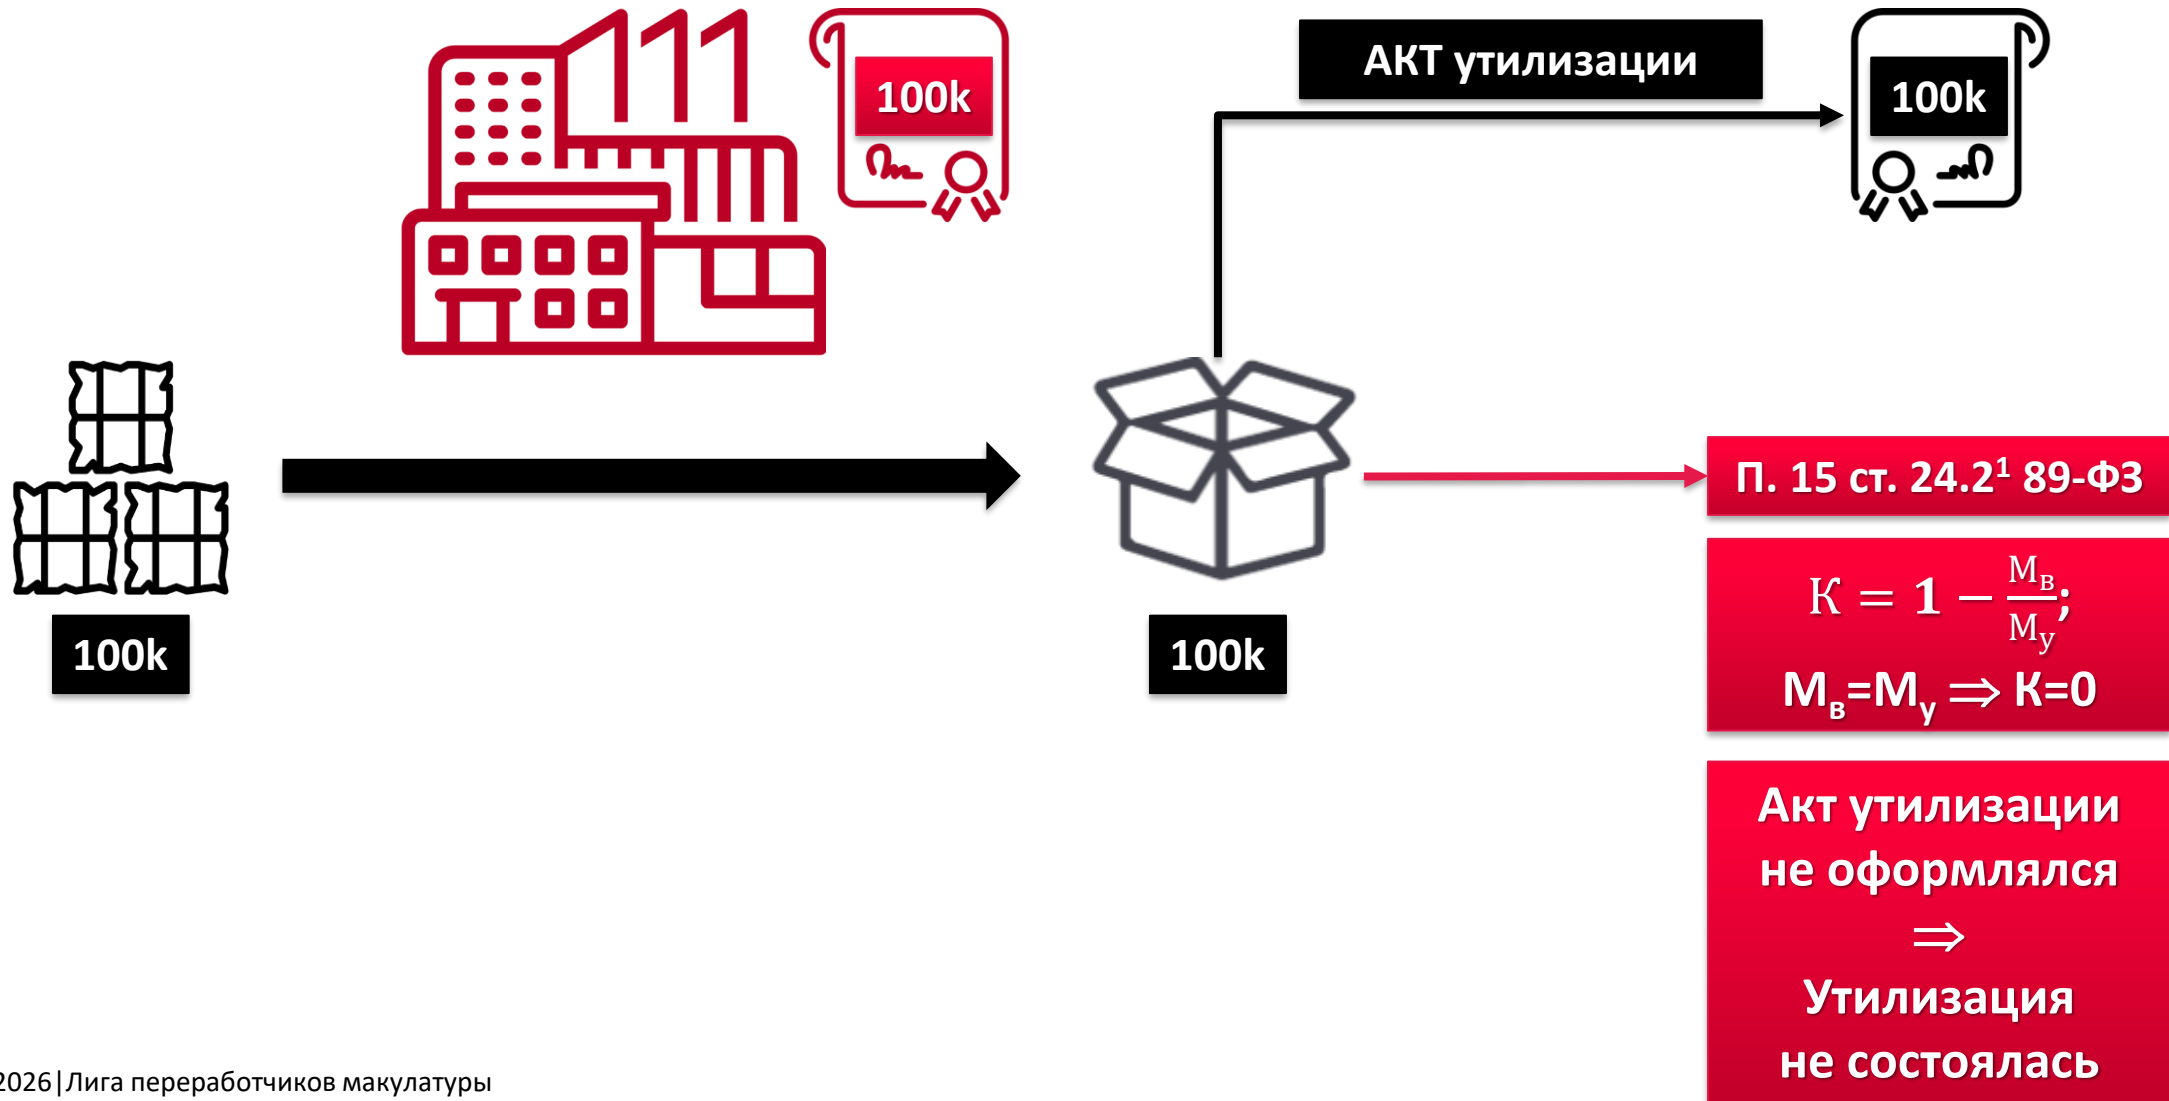 100k
АКТ утилизации
100k
100k
100k
П. 15 ст. 24.2¹ 89-ФЗ
К = 1 − Мв/Му;
Мв=Му ⇒ К=0
Акт утилизации
не оформлялся
⇒
Утилизация
не состоялась
2026|Лига переработчиков макулатуры